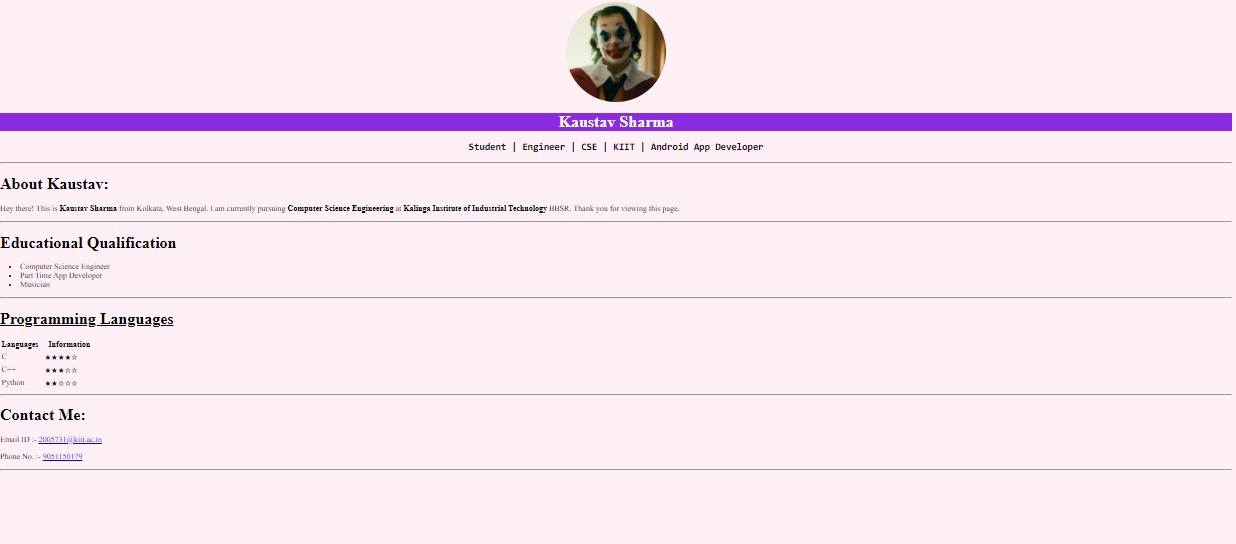 Kaustav Sharma
Student | Engineer | CSE | KIIT | Android App Developer
About Kaustav:
Hey there! This is Kaustav Sharma from Kolkata, West Bengal. I am currently pursuing Computer Science Engineering at Kalinga Institute of Industrial Technology BBSR. Thank you for viewing this page.
Educational Qualification
• Computer Science Engineer
• Part Time App Developer
• Musician
Programming Languages
Languages Information
C ★★★★☆
C++ ★★★☆☆
Python ★★☆☆☆
Contact Me:
Email ID :- 2005731@kiit.ac.in
Phone No. :- 9051150179